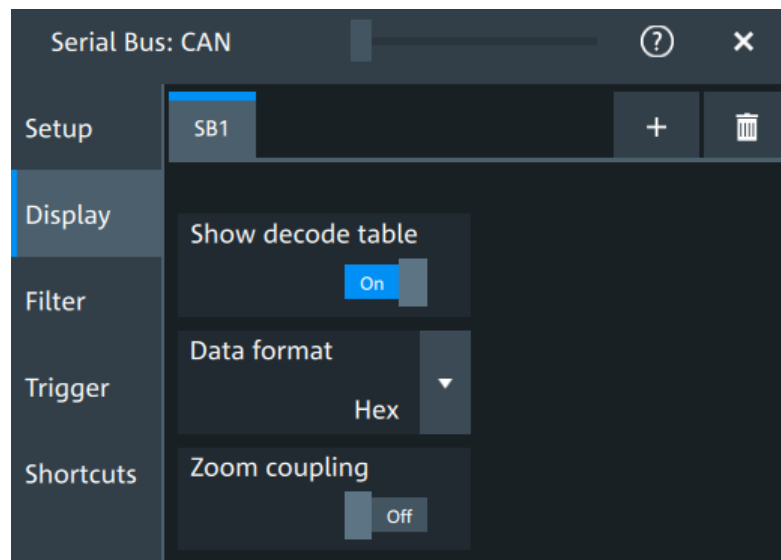 Serial Bus: CAN
?
Setup
SB1
+
Display
Show decode table
On
Filter
Data format
Hex
Trigger
Zoom coupling
Off
Shortcuts